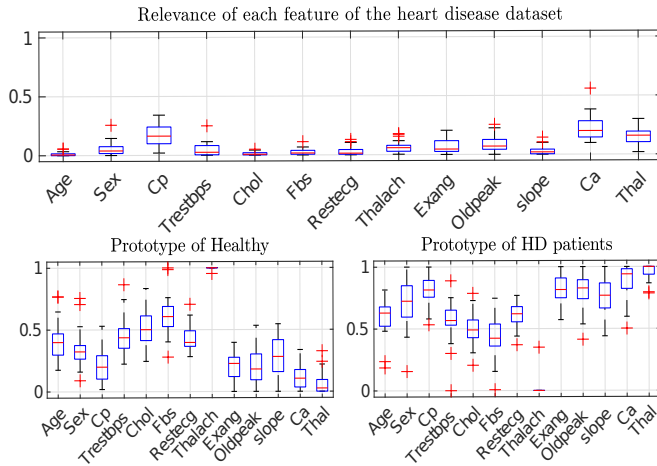 Relevance of each feature of the heart disease dataset
1
0.5
0
Age Sex Cp Trestbps Chol Fbs Restecg Thalach Exang Oldpeak slope Ca Thal
Prototype of Healthy
1
0.5
0
Age Sex Cp Trestbps Chol Fbs Restecg Thalach Exang Oldpeak slope Ca Thal
Prototype of HD patients
1
0.5
0
Age Sex Cp Trestbps Chol Fbs Restecg Thalach Exang Oldpeak slope Ca Thal